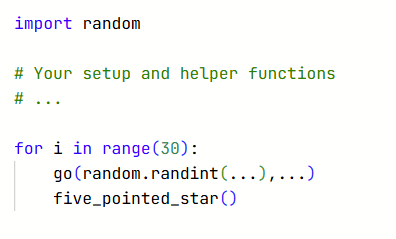 import random
# Your setup and helper functions
# ...
for i in range(30):
    go(random.randint(...),...)
    five_pointed_star()